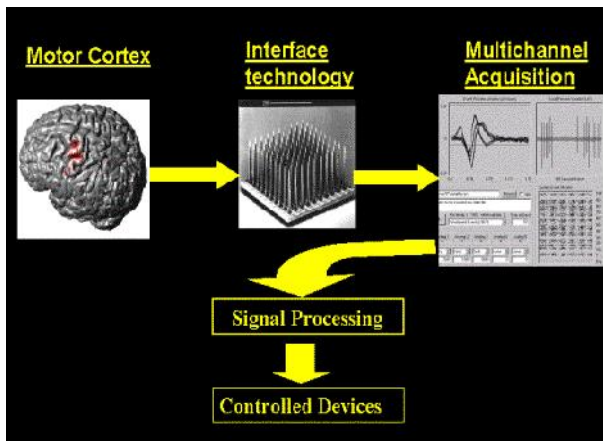 Motor Cortex
Interface
technology
Multichannel
Acquisition
Signal Processing
Controlled Devices